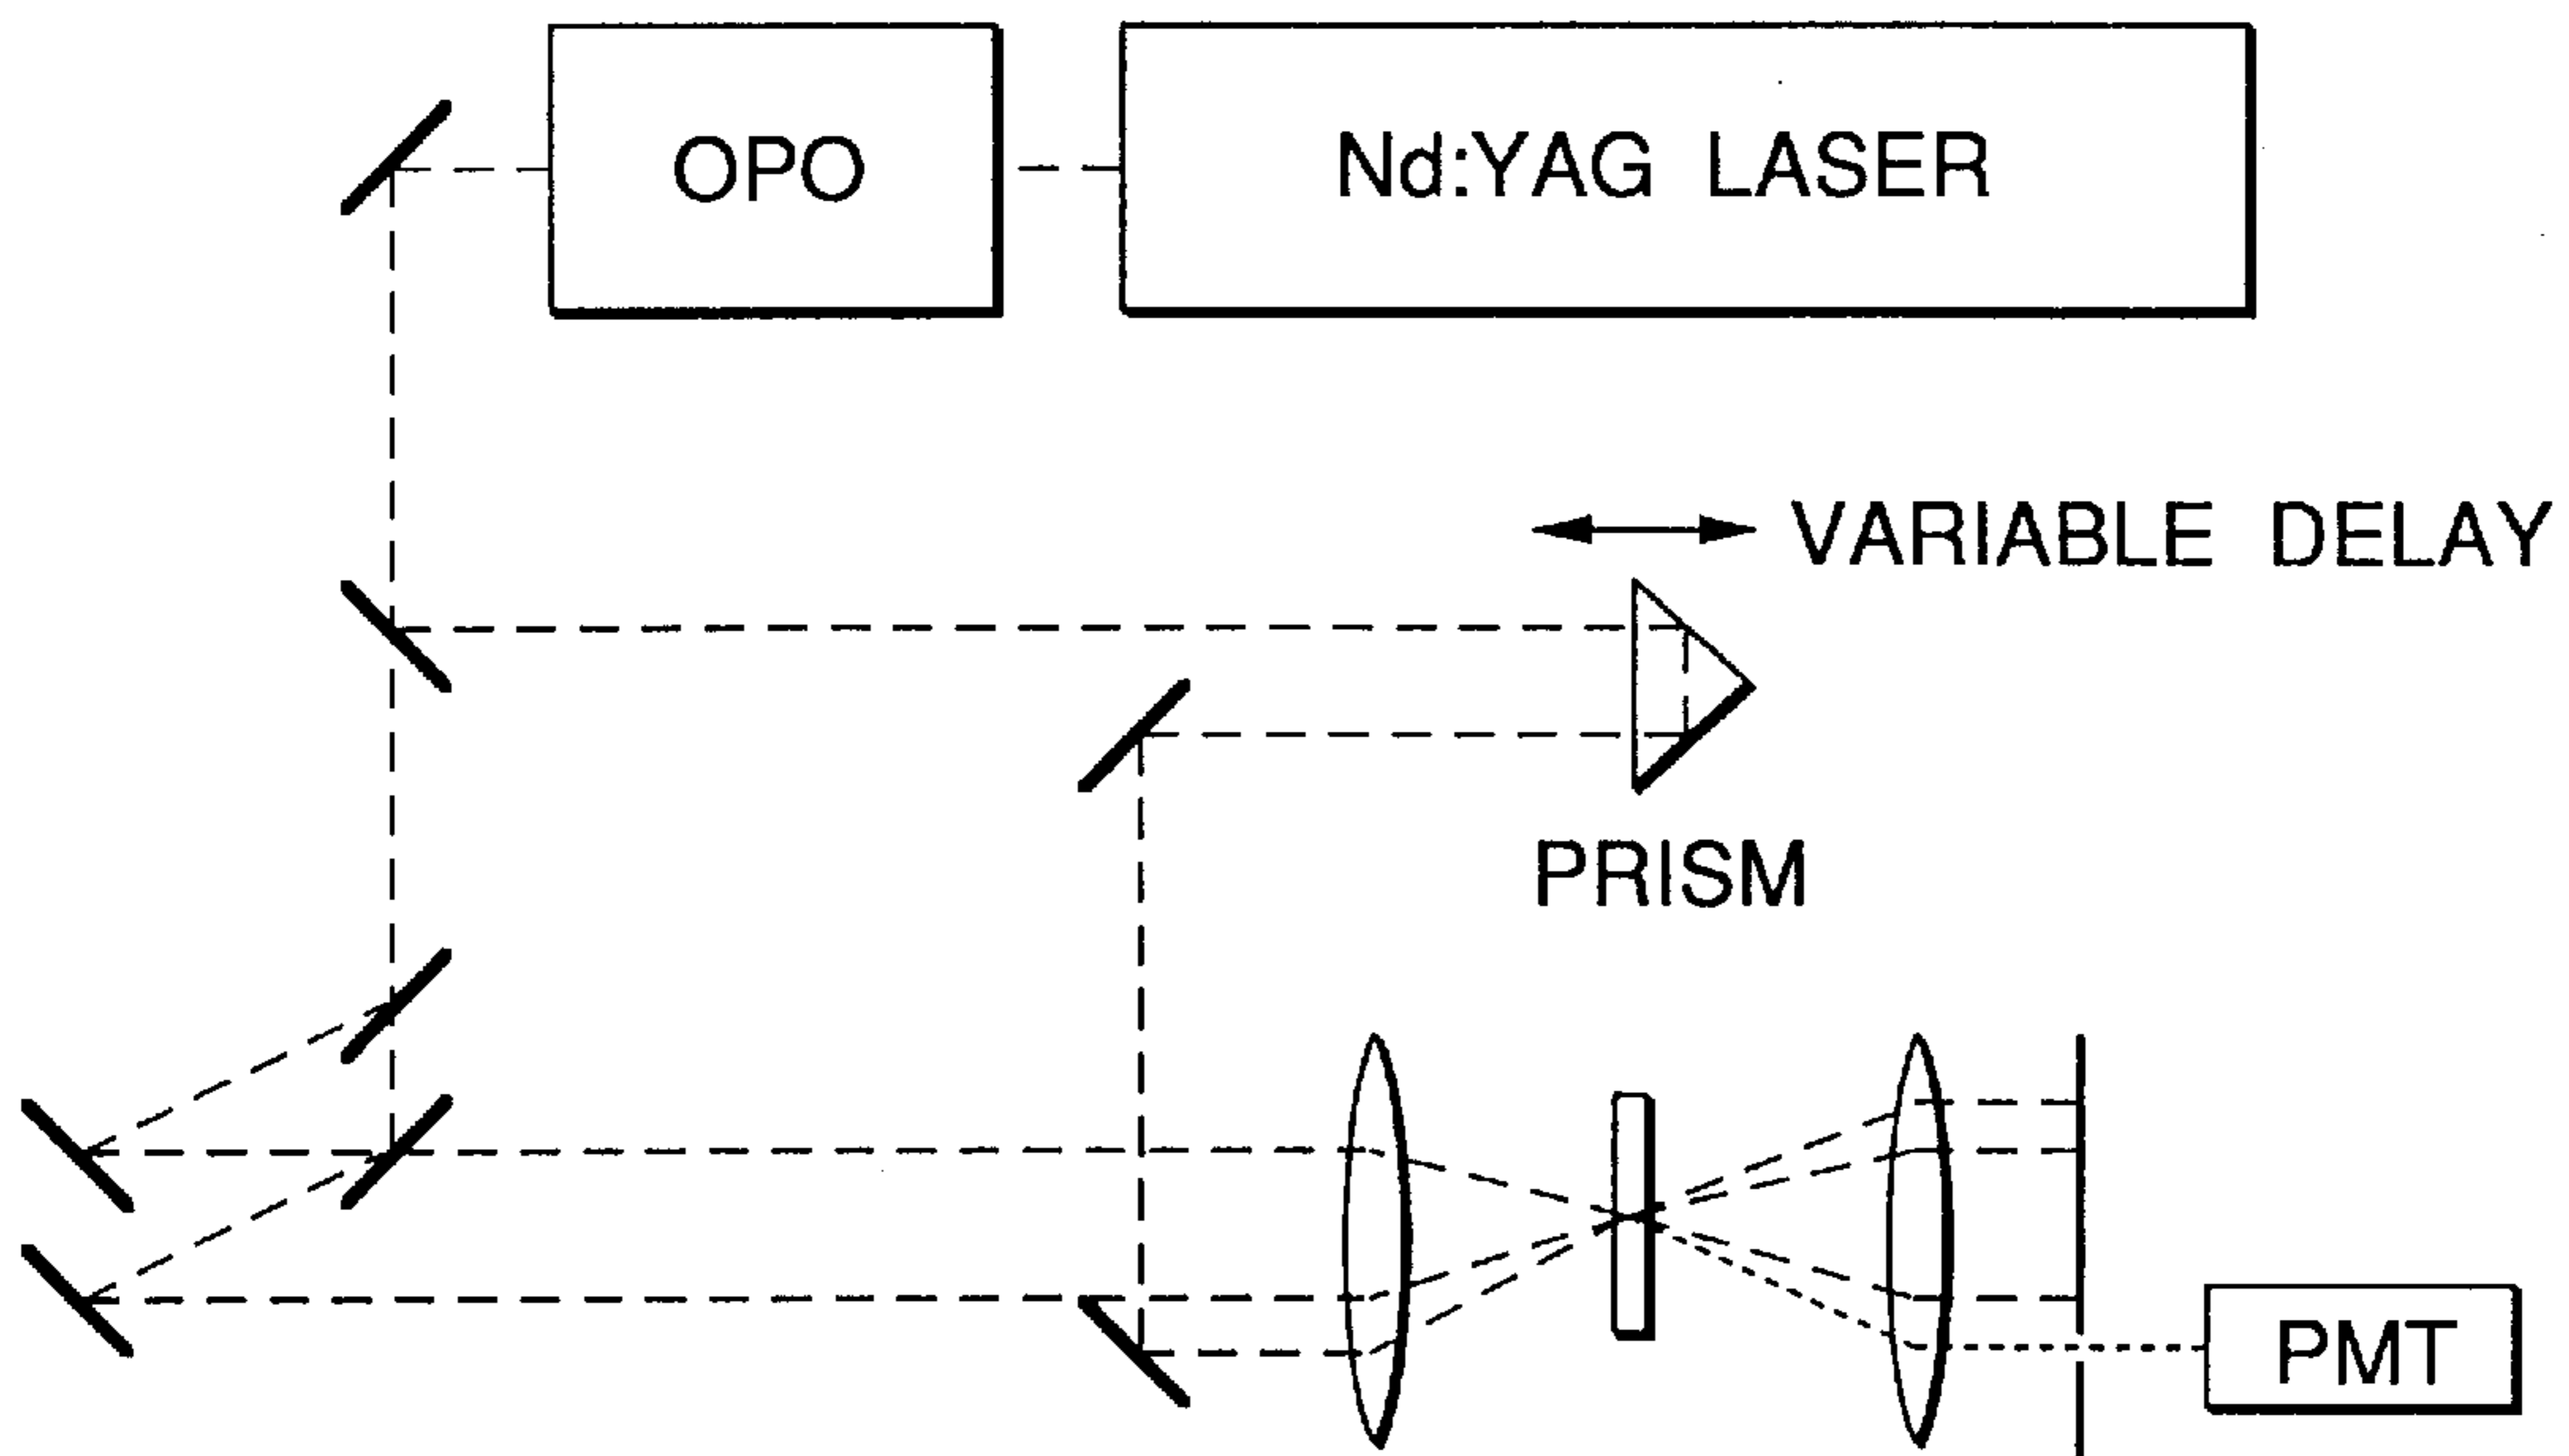 OPO
Nd:YAG LASER
VARIABLE DELAY
PRISM
PMT